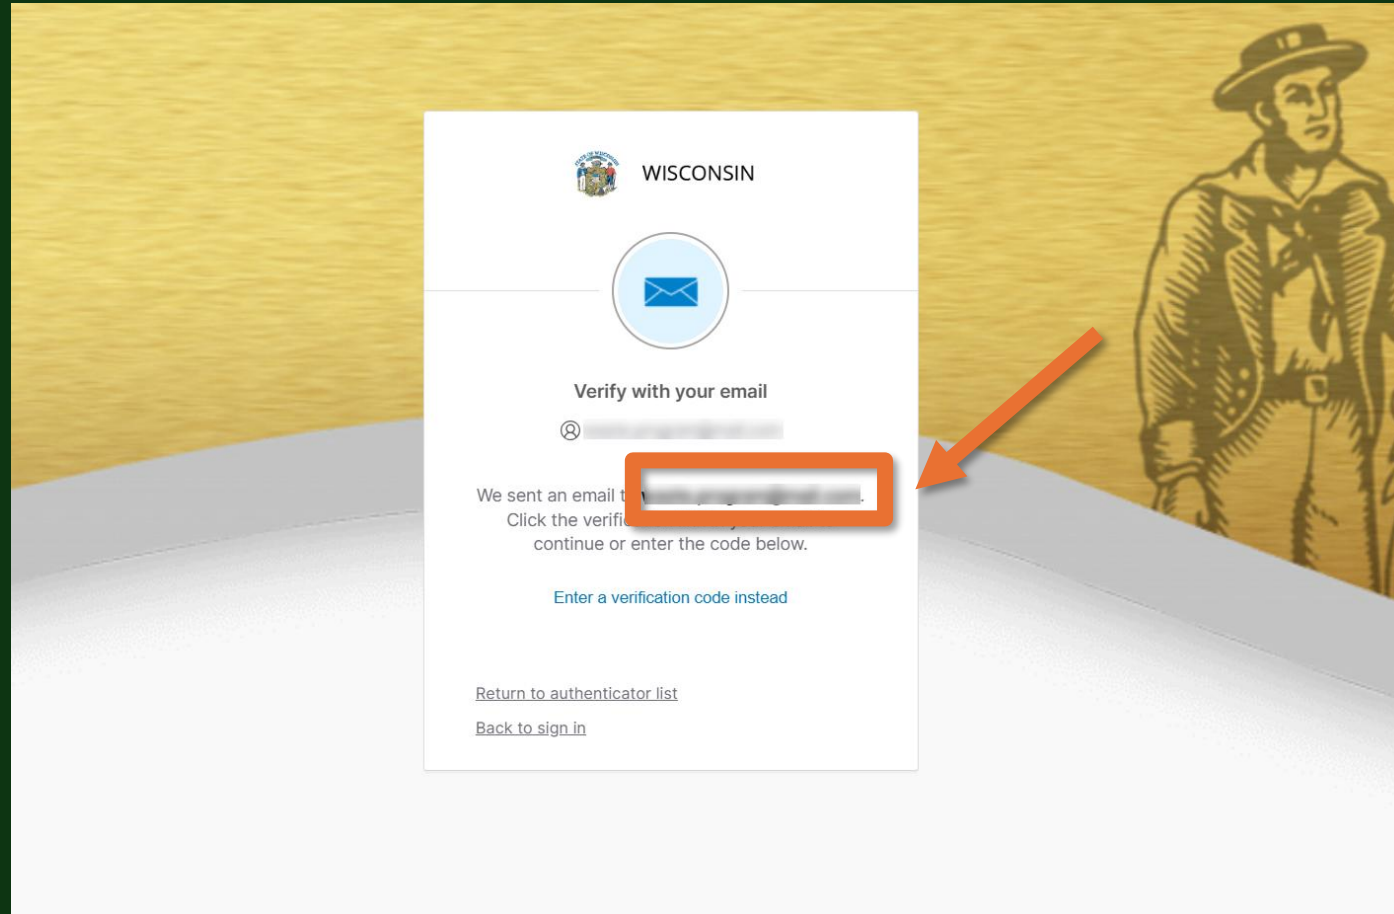 WISCONSIN
Verify with your email
We sent an email
Click the
continue or enter the code below.
Enter a verification code instead
Return to authenticator list
Back to sign in